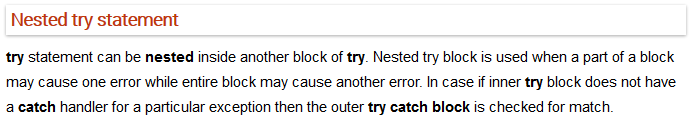 Nested try statement
try statement can be nested inside another block of try. Nested try block is used when a part of a block
may cause one error while entire block may cause another error. In case if inner try block does not have
a catch handler for a particular exception then the outer try catch block is checked for match.